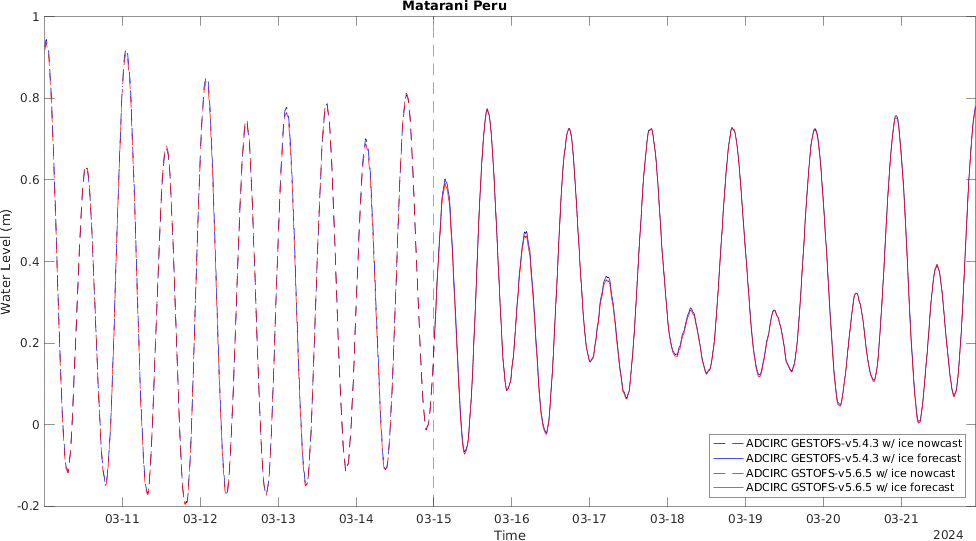 Matarani Peru
Water Level (m)
1
0.8
0.6
0.4
0.2
0
-0.2
ADCIRC GESTOFS-v5.4.3 w/ ice nowcast
ADCIRC GESTOFS-v5.4.3 w/ ice forecast
ADCIRC GSTOFS-v5.6.5 w/ ice nowcast
ADCIRC GSTOFS-v5.6.5 w/ ice forecast
03-11 03-12 03-13 03-14 03-15 03-16 03-17 03-18 03-19 03-20 03-21
Time
2024